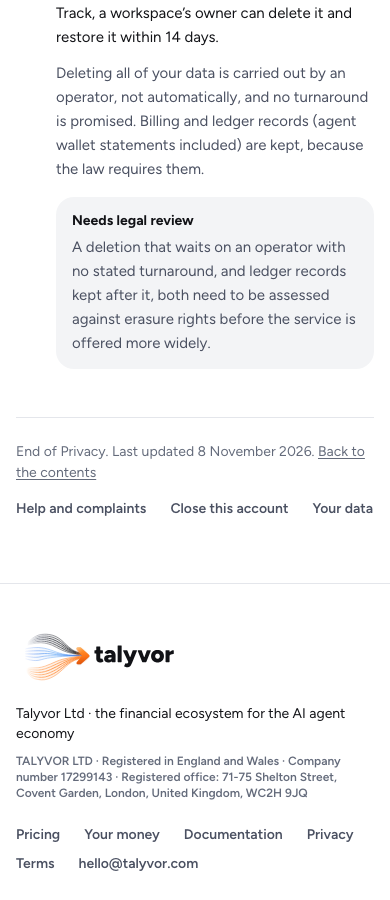 Track, a workspace’s owner can delete it and
restore it within 14 days.
Deleting all of your data is carried out by an
operator, not automatically, and no turnaround
is promised. Billing and ledger records (agent
wallet statements included) are kept, because
the law requires them.
Needs legal review
A deletion that waits on an operator with
no stated turnaround, and ledger records
kept after it, both need to be assessed
against erasure rights before the service is
offered more widely.
End of Privacy. Last updated 8 November 2026. Back to
the contents
Help and complaints Close this account Your data
talyvor
Talyvor Ltd · the financial ecosystem for the AI agent
economy
TALYVOR LTD · Registered in England and Wales · Company
number 17299143 · Registered office: 71-75 Shelton Street,
Covent Garden, London, United Kingdom, WC2H 9JQ
Pricing Your money Documentation Privacy
Terms hello@talyvor.com